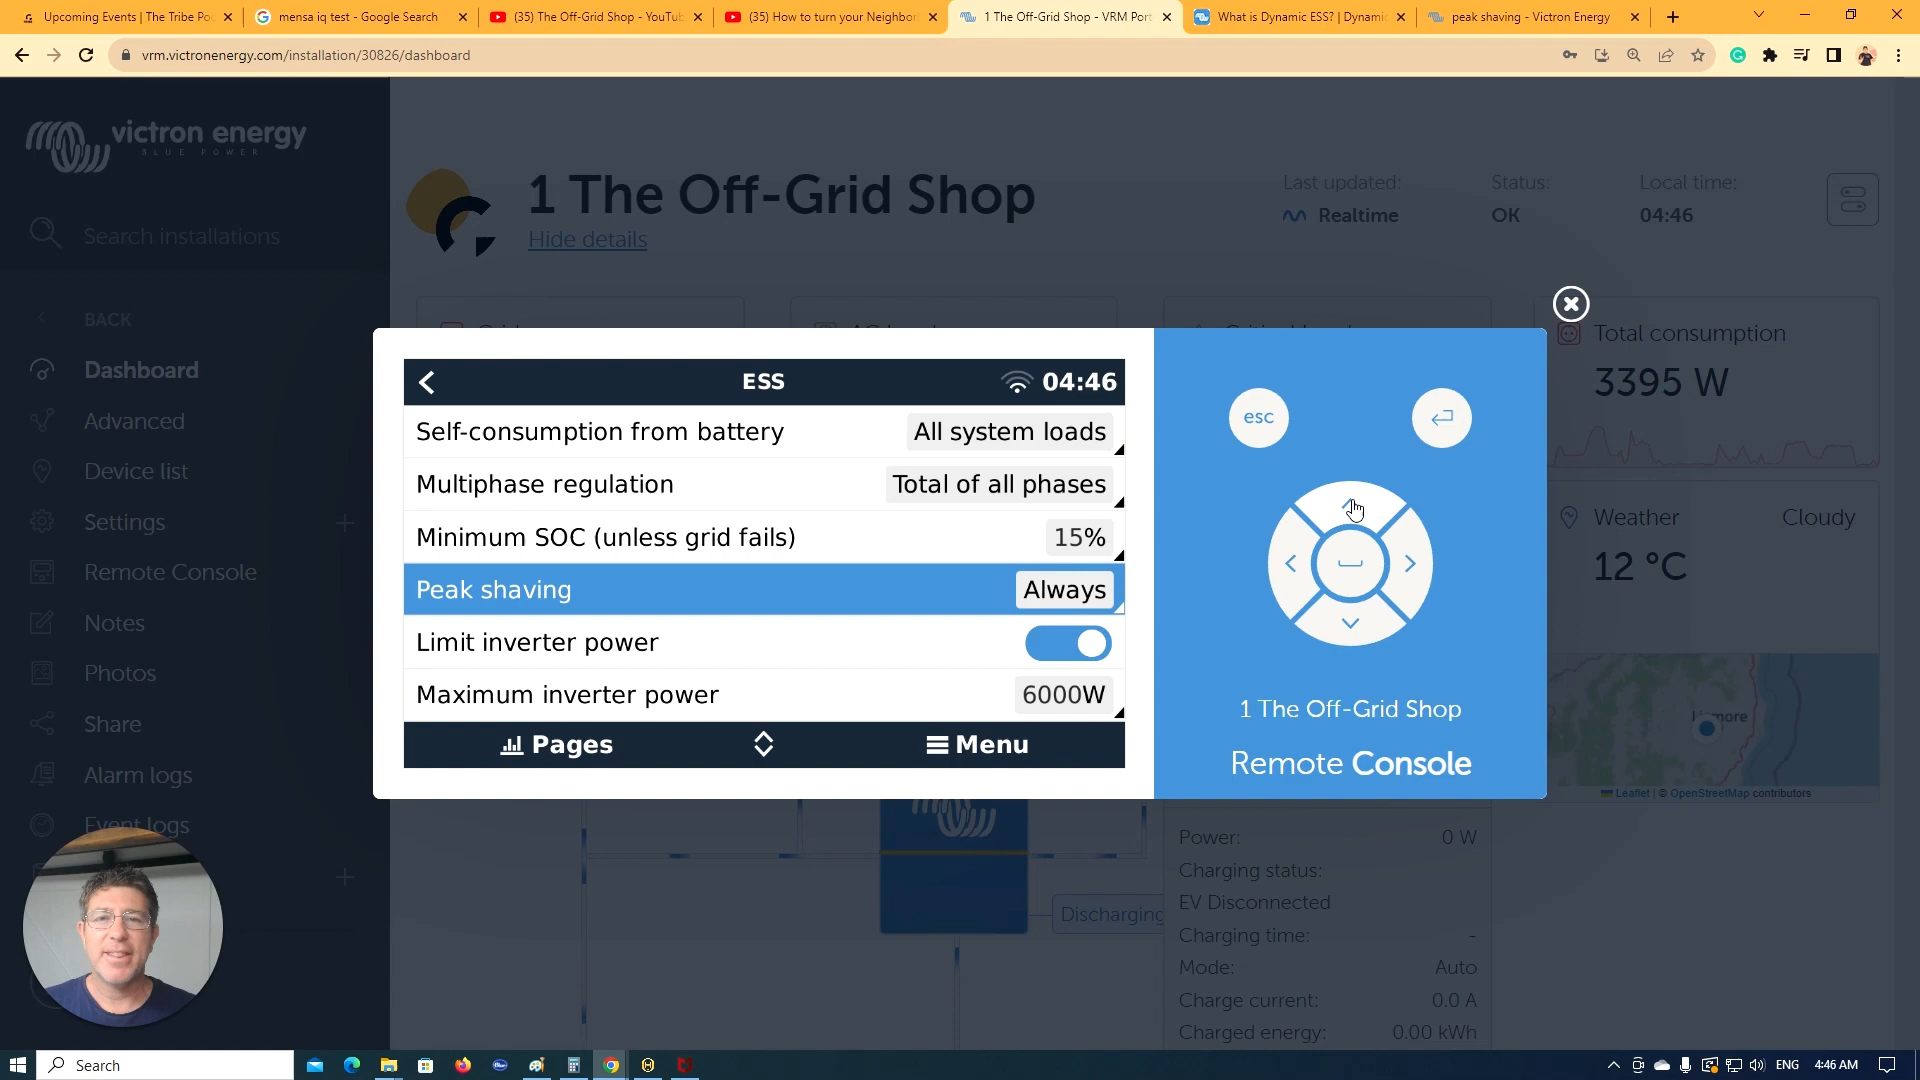 Upcoming Events | The Tribe Po
mensa iq test - Google Search
(35) The Off-Grid Shop - YouTub
(35) How to turn your Neighbor
1 The Off-Grid Shop - VRM Port
What is Dynamic ESS? | Dynamic
peak shaving - Victron Energy
vrm.victronenergy.com/installation/30826/dashboard
victron energy
BLUE POWER
Search installations
BACK
Dashboard
Advanced
Device list
Settings
Remote Console
Notes
Photos
Share
Alarm logs
Event logs
1 The Off-Grid Shop
Hide details
Last updated:
Realtime
Status:
OK
Local time:
04:46
Total consumption
3395 W
Weather
Cloudy
12 °C
Leaflet | © OpenStreetMap contributors
ESS
04:46
Self-consumption from battery
All system loads
Multiphase regulation
Total of all phases
Minimum SOC (unless grid fails)
15%
Peak shaving
Always
Limit inverter power
Maximum inverter power
6000W
Pages
Menu
esc
1 The Off-Grid Shop
Remote Console
Discharging
Power:
0 W
Charging status:
EV Disconnected
Charging time:
-
Mode:
Auto
Charge current:
0.0 A
Charged energy:
0.00 kWh
Search
ENG
4:46 AM